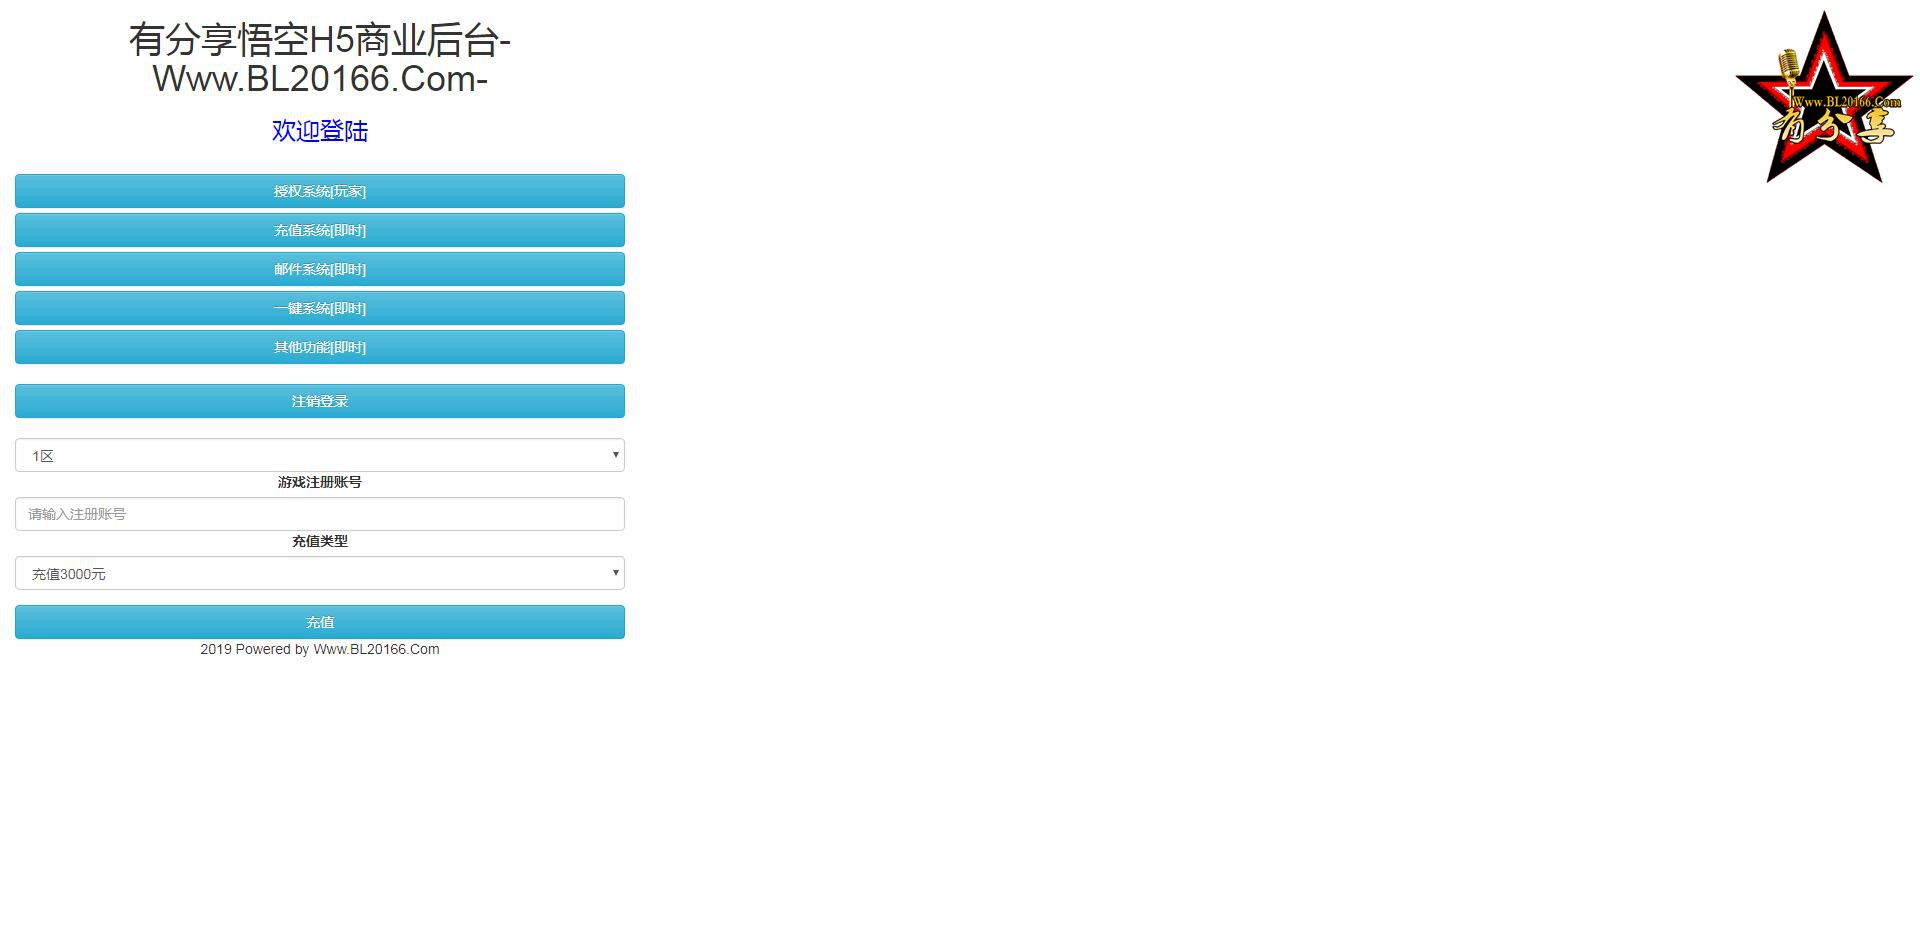 有分享悟空H5商业后台-
Www.BL20166.Com-
Www.BL20166.Com
有分享
欢迎登陆
授权系统[玩家]
充值系统[即时]
邮件系统[即时]
一键系统[即时]
其他功能[即时]
注销登录
1区
游戏注册账号
请输入注册账号
充值类型
充值3000元
充值
2019 Powered by Www.BL20166.Com